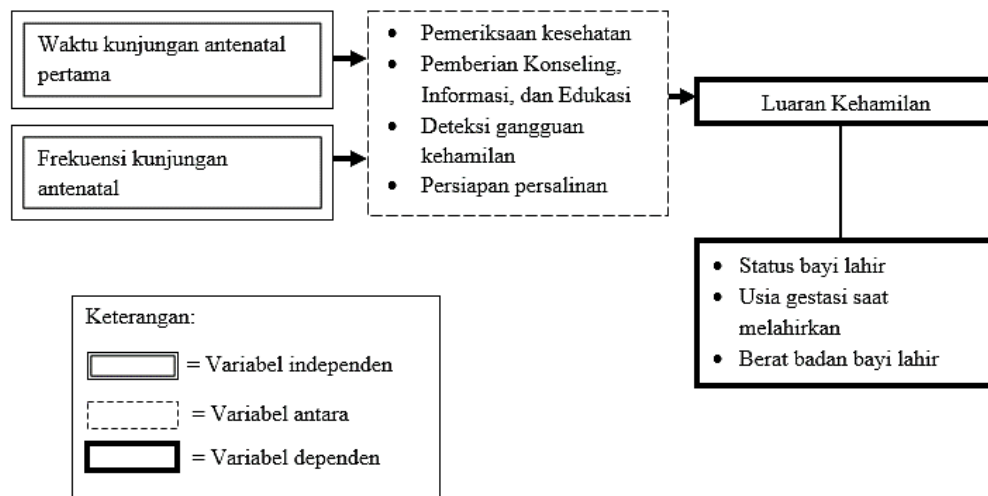 Waktu kunjungan antenatal
pertama
Frekuensi kunjungan
antenatal
• Pemeriksaan kesehatan
• Pemberian Konseling,
Informasi, dan Edukasi
• Deteksi gangguan
kehamilan
• Persiapan persalinan
Luaran Kehamilan
• Status bayi lahir
• Usia gestasi saat
melahirkan
• Berat badan bayi lahir
Keterangan:
= Variabel independen
= Variabel antara
= Variabel dependen